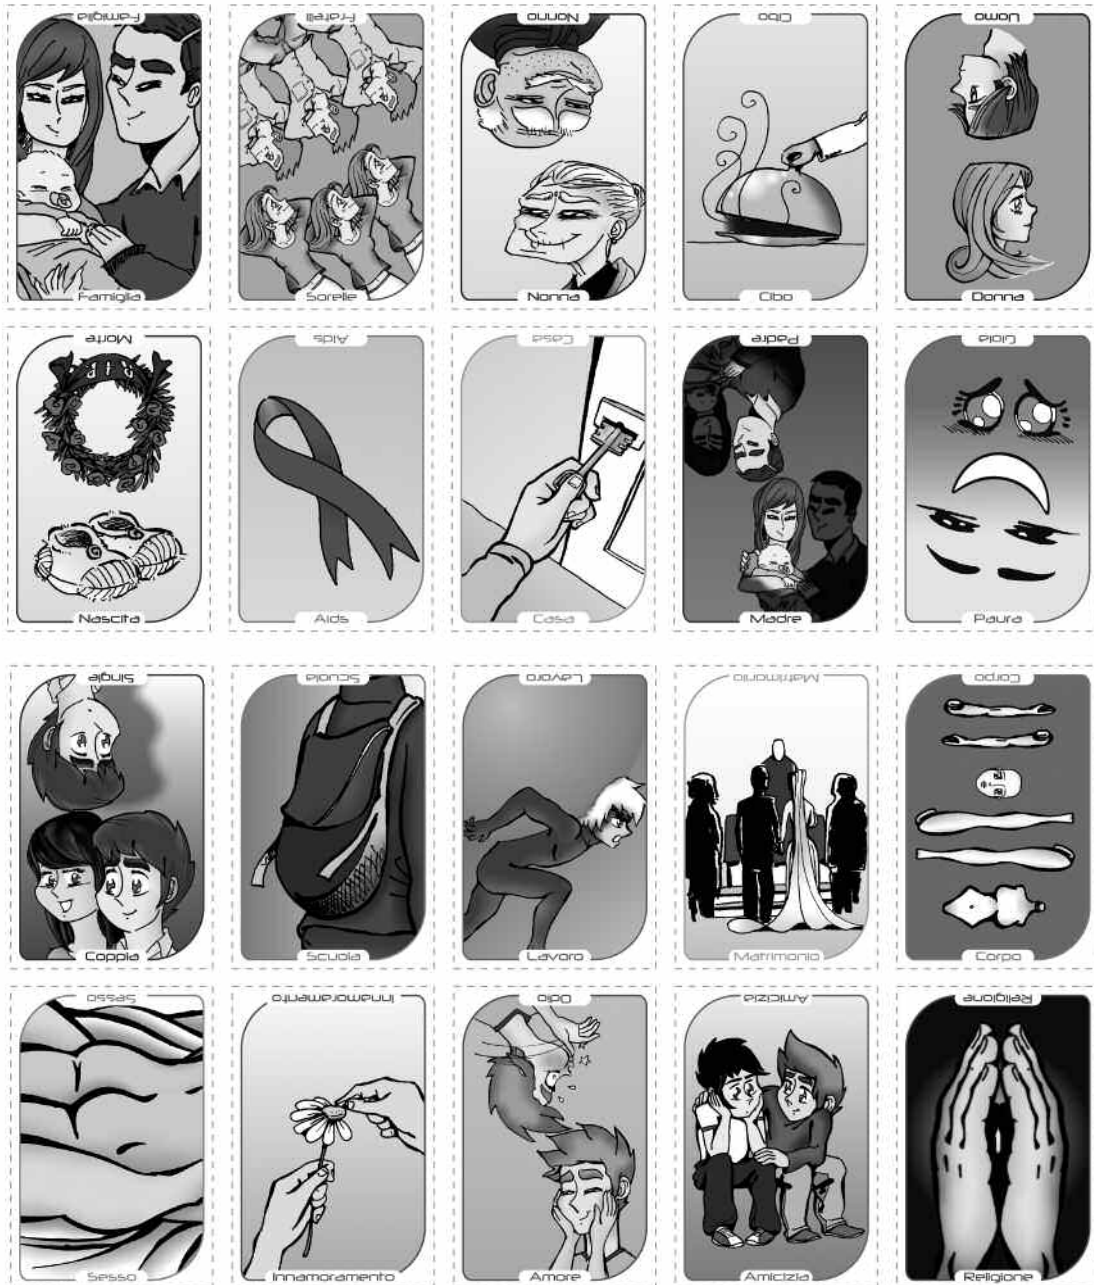 Famiglia
Fratelli
Nonno
Cibo
Uomo
Famiglia
Sorelle
Nonna
Cibo
Donna
Morte
Aids
Casa
Padre
Gioia
RIP
Nascita
Aids
Casa
Madre
Paura
Single
Scuola
Lavoro
Matrimonio
Corpo
Coppia
Scuola
Lavoro
Matrimonio
Corpo
Sesso
Innamoramento
Odio
Amicizia
Religione
Sesso
Innamoramento
Amore
Amicizia
Religione